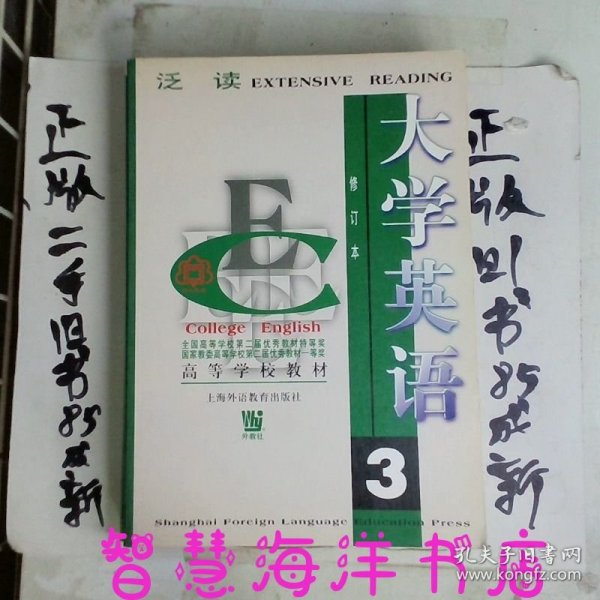 泛读 EXTENSIVE READING
大学英语
修订本
EC
College English
全国高等学校第二届优秀教材特等奖
国家教委高等学校第二届优秀教材一等奖
高等学校教材
上海外语教育出版社
外教社
3
Shanghai Foreign Language Education Press
正版二手旧书85成新
正版旧书85成新
智慧海洋书店
孔夫子旧书网
www.kongfz.com